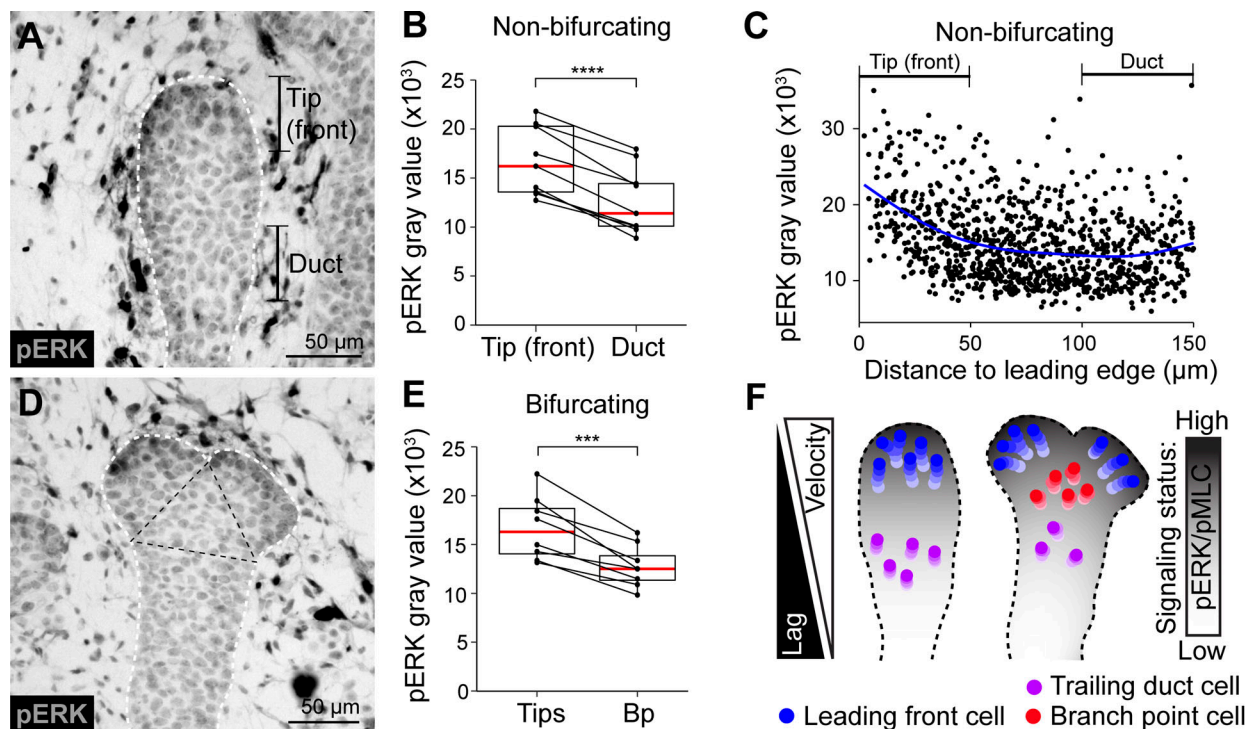 A
Tip
(front)
Duct
pERK
50 µm
B
Non-bifurcating
****
pERK gray value (x10³)
25
20
15
10
5
0
Tip (front) Duct
C
Non-bifurcating
Tip (front)
Duct
pERK gray value (x10³)
30
20
10
0 50 100 150
Distance to leading edge (µm)
D
pERK
50 µm
E
Bifurcating
***
pERK gray value (x10³)
25
20
15
10
5
0
Tips Bp
F
Lag
Velocity
High
Signaling status:
pERK/pMLC
Low
Trailing duct cell
Leading front cell
Branch point cell